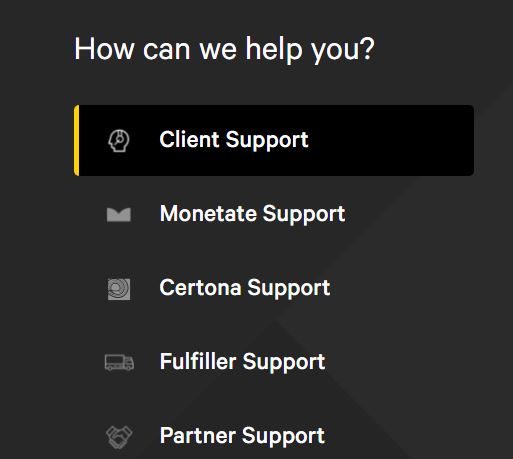 How can we help you?
Client Support
Monetate Support
Certona Support
Fulfiller Support
Partner Support